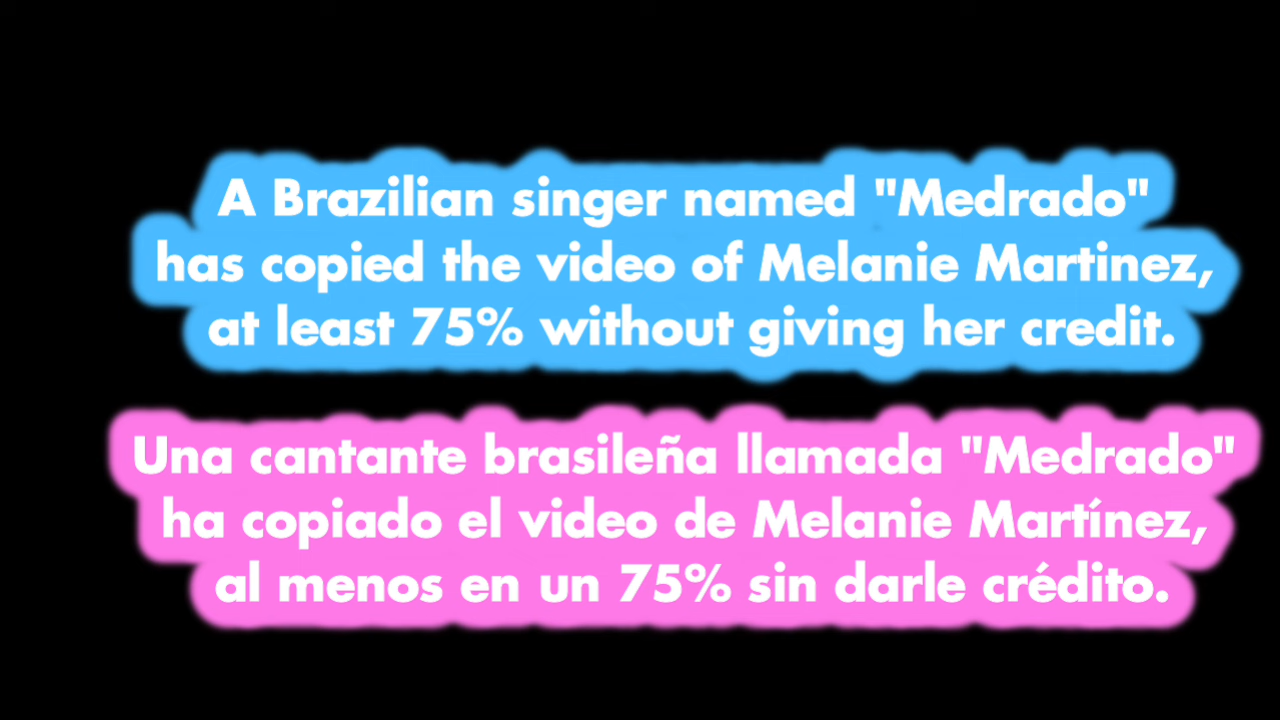 A Brazilian singer named "Medrado"
has copied the video of Melanie Martinez,
at least 75% without giving her credit.
Una cantante brasileña llamada "Medrado"
ha copiado el video de Melanie Martínez,
al menos en un 75% sin darle crédito.